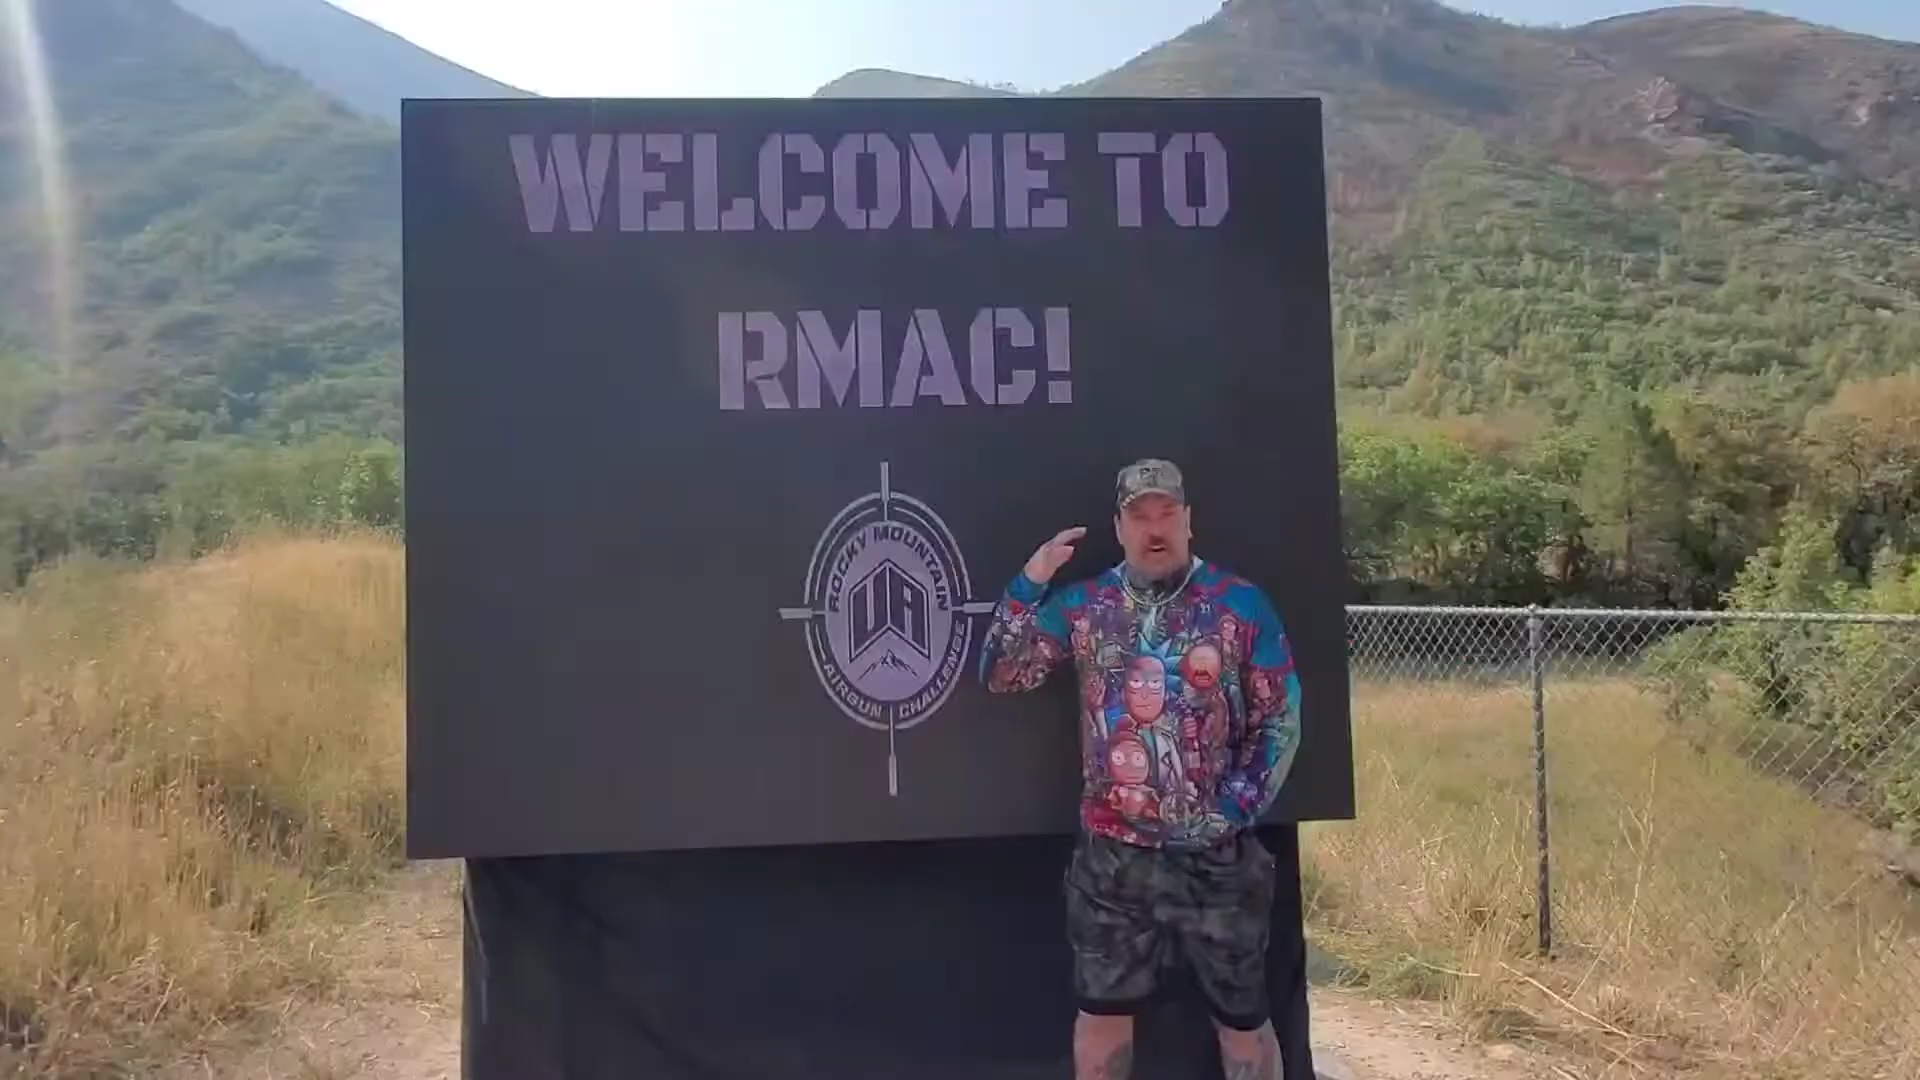 WELCOME TO
RMAC!
ROCKY MOUNTAIN
UA
AIRGUN CHALLENGE